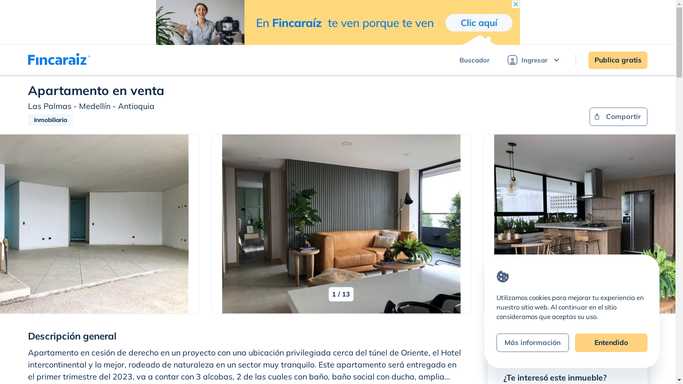 En Fincaraíz te ven porque te ven
Clic aquí
Fincaraíz
Buscador
Ingresar
Publica gratis
Apartamento en venta
Las Palmas - Medellín - Antioquia
Inmobiliaria
Compartir
1 / 13
Utilizamos cookies para mejorar tu experiencia en
nuestro sitio web. Al continuar en el sitio
consideramos que aceptas su uso.
Más información
Entendido
Descripción general
Apartamento en cesión de derecho en un proyecto con una ubicación privilegiada cerca del túnel de Oriente, el Hotel
intercontinental y la mejor, rodeada de naturaleza en un sector muy tranquilo. Este apartamento será entregado en
el primer trimestre del 2023, va a contar con 3 alcobas, 2 de las cuales con baño, baño social con ducha, amplia...
¿Te interesó este inmueble?